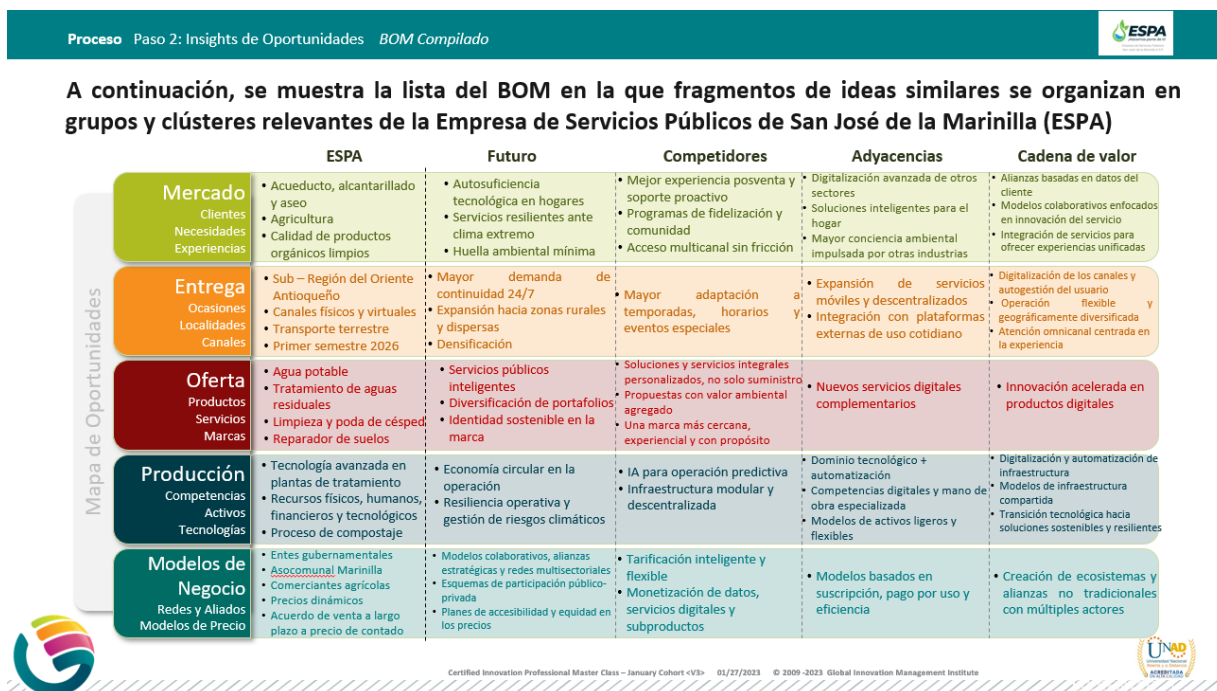 Proceso Paso 2: Insights de Oportunidades BOM Compilado
ESPA
A continuación, se muestra la lista del BOM en la que fragmentos de ideas similares se organizan en
grupos y clústeres relevantes de la Empresa de Servicios Públicos de San José de la Marinilla (ESPA)
ESPA
Futuro
Competidores
Adyacencias
Cadena de valor
Mapa de Oportunidades
Mercado
Clientes
Necesidades
Experiencias
• Acueducto, alcantarillado
y aseo
• Agricultura
• Calidad de productos
orgánicos limpios
• Autosuficiencia
tecnológica en hogares
• Servicios resilientes ante
clima extremo
• Huella ambiental mínima
• Mejor experiencia posventa y
soporte proactivo
• Programas de fidelización y
comunidad
• Acceso multicanal sin fricción
• Digitalización avanzada de otros
sectores
• Soluciones inteligentes para el
hogar
• Mayor conciencia ambiental
impulsada por otras industrias
• Alianzas basadas en datos del
cliente
• Modelos colaborativos enfocados
en innovación del servicio
• Integración de servicios para
ofrecer experiencias unificadas
Entrega
Ocasiones
Localidades
Canales
• Sub – Región del Oriente
Antioqueño
• Canales físicos y virtuales
• Transporte terrestre
• Primer semestre 2026
• Mayor demanda de
continuidad 24/7
• Expansión hacia zonas rurales
y dispersas
• Densificación
• Mayor adaptación a
temporadas, horarios y
eventos especiales
• Expansión de servicios
móviles y descentralizados
• Integración con plataformas
externas de uso cotidiano
• Digitalización de los canales y
autogestión del usuario
• Operación flexible y
geográficamente diversificada
• Atención omnicanal centrada en
la experiencia
Oferta
Productos
Servicios
Marcas
• Agua potable
• Tratamiento de aguas
residuales
• Limpieza y poda de césped
• Reparador de suelos
• Servicios públicos
inteligentes
• Diversificación de portafolios
• Identidad sostenible en la
marca
• Soluciones y servicios integrales
personalizados, no solo suministro
• Propuestas con valor ambiental
agregado
• Una marca más cercana,
experiencial y con propósito
• Nuevos servicios digitales
complementarios
• Innovación acelerada en
productos digitales
Producción
Competencias
Activos
Tecnologías
• Tecnología avanzada en
plantas de tratamiento
• Recursos físicos, humanos,
financieros y tecnológicos
• Proceso de compostaje
• Economía circular en la
operación
• Resiliencia operativa y
gestión de riesgos climáticos
• IA para operación predictiva
• Infraestructura modular y
descentralizada
• Dominio tecnológico +
automatización
• Competencias digitales y mano de
obra especializada
• Modelos de activos ligeros y
flexibles
• Digitalización y automatización de
infraestructura
• Modelos de infraestructura
compartida
• Transición tecnológica hacia
soluciones sostenibles y resilientes
Modelos de
Negocio
Redes y Aliados
Modelos de Precio
• Entes gubernamentales
• Asocomunal Marinilla
• Comerciantes agrícolas
• Precios dinámicos
• Acuerdo de venta a largo
plazo a precio de contado
• Modelos colaborativos, alianzas
estratégicas y redes multisectoriales
• Esquemas de participación público-
privada
• Planes de accesibilidad y equidad en
los precios
• Tarificación inteligente y
flexible
• Monetización de datos,
servicios digitales y
subproductos
• Modelos basados en
suscripción, pago por uso y
eficiencia
• Creación de ecosistemas y
alianzas no tradicionales
con múltiples actores
Certified Innovation Professional Master Class – January Cohort <V3> 01/27/2023 © 2009 -2023 Global Innovation Management Institute
UNAD